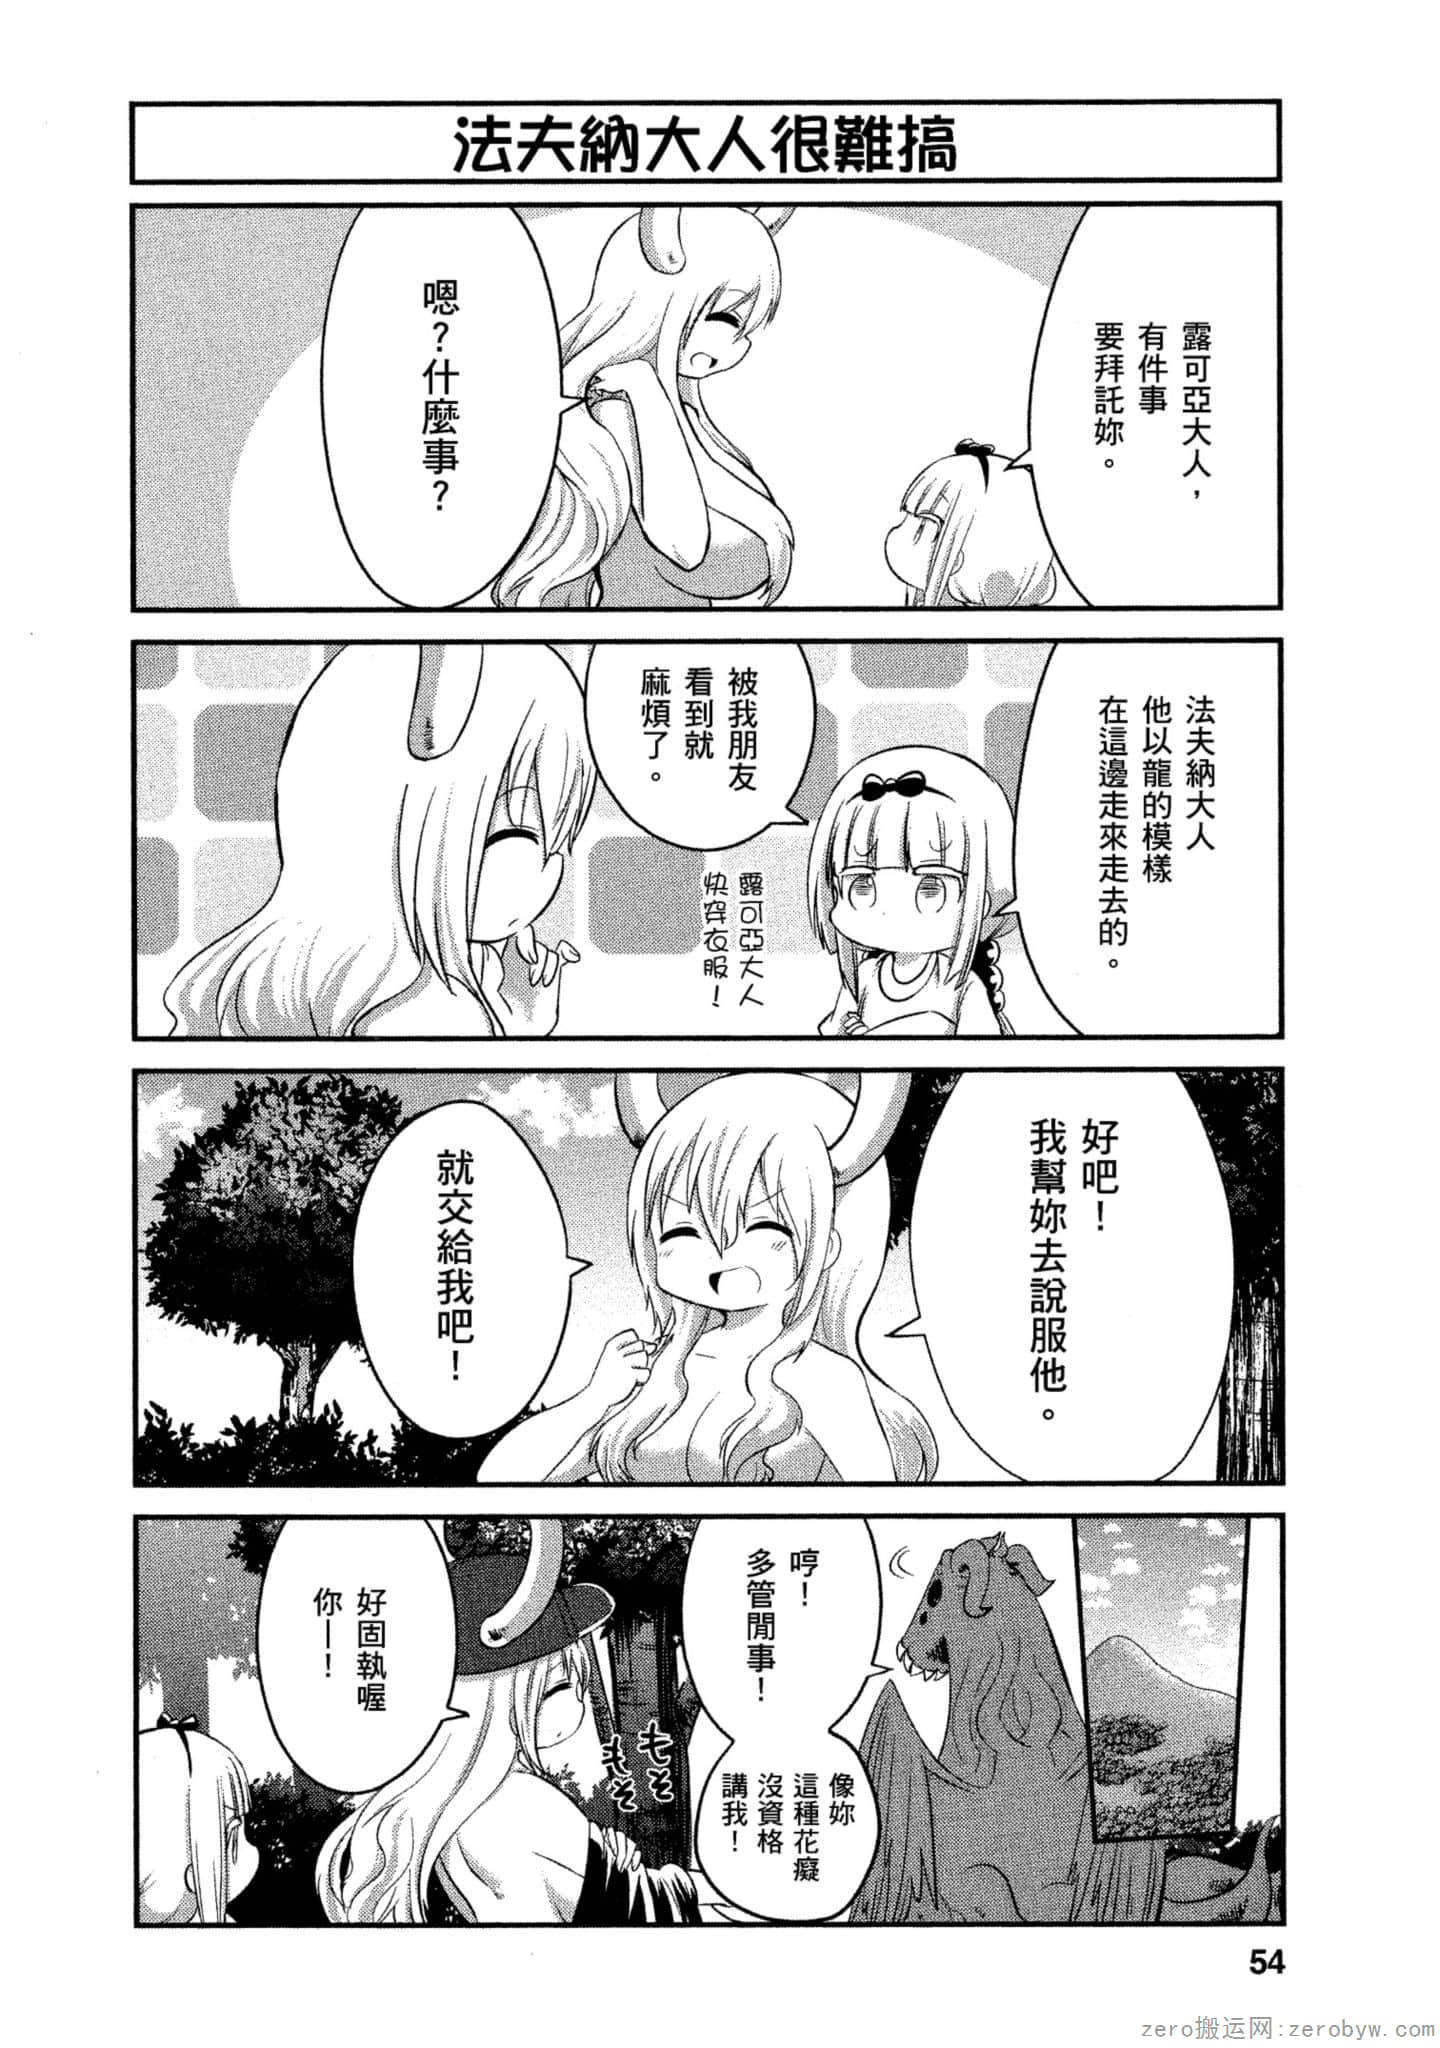 法夫納大人很難搞
露可亞大人，
有件事
要拜託妳。
嗯？什麼事？
法夫納大人
他以龍的模樣
在這邊走來走去的。
被我朋友
看到就
麻煩了。
露可亞大人
快穿衣服！
好吧！
我幫妳去說服他。
就交給我吧！
哼！
多管閒事！
像妳
這種花癡
沒資格
講我！
もそ
もそ
好固執喔
你—！
54
zero搬运网:zerobyw.com